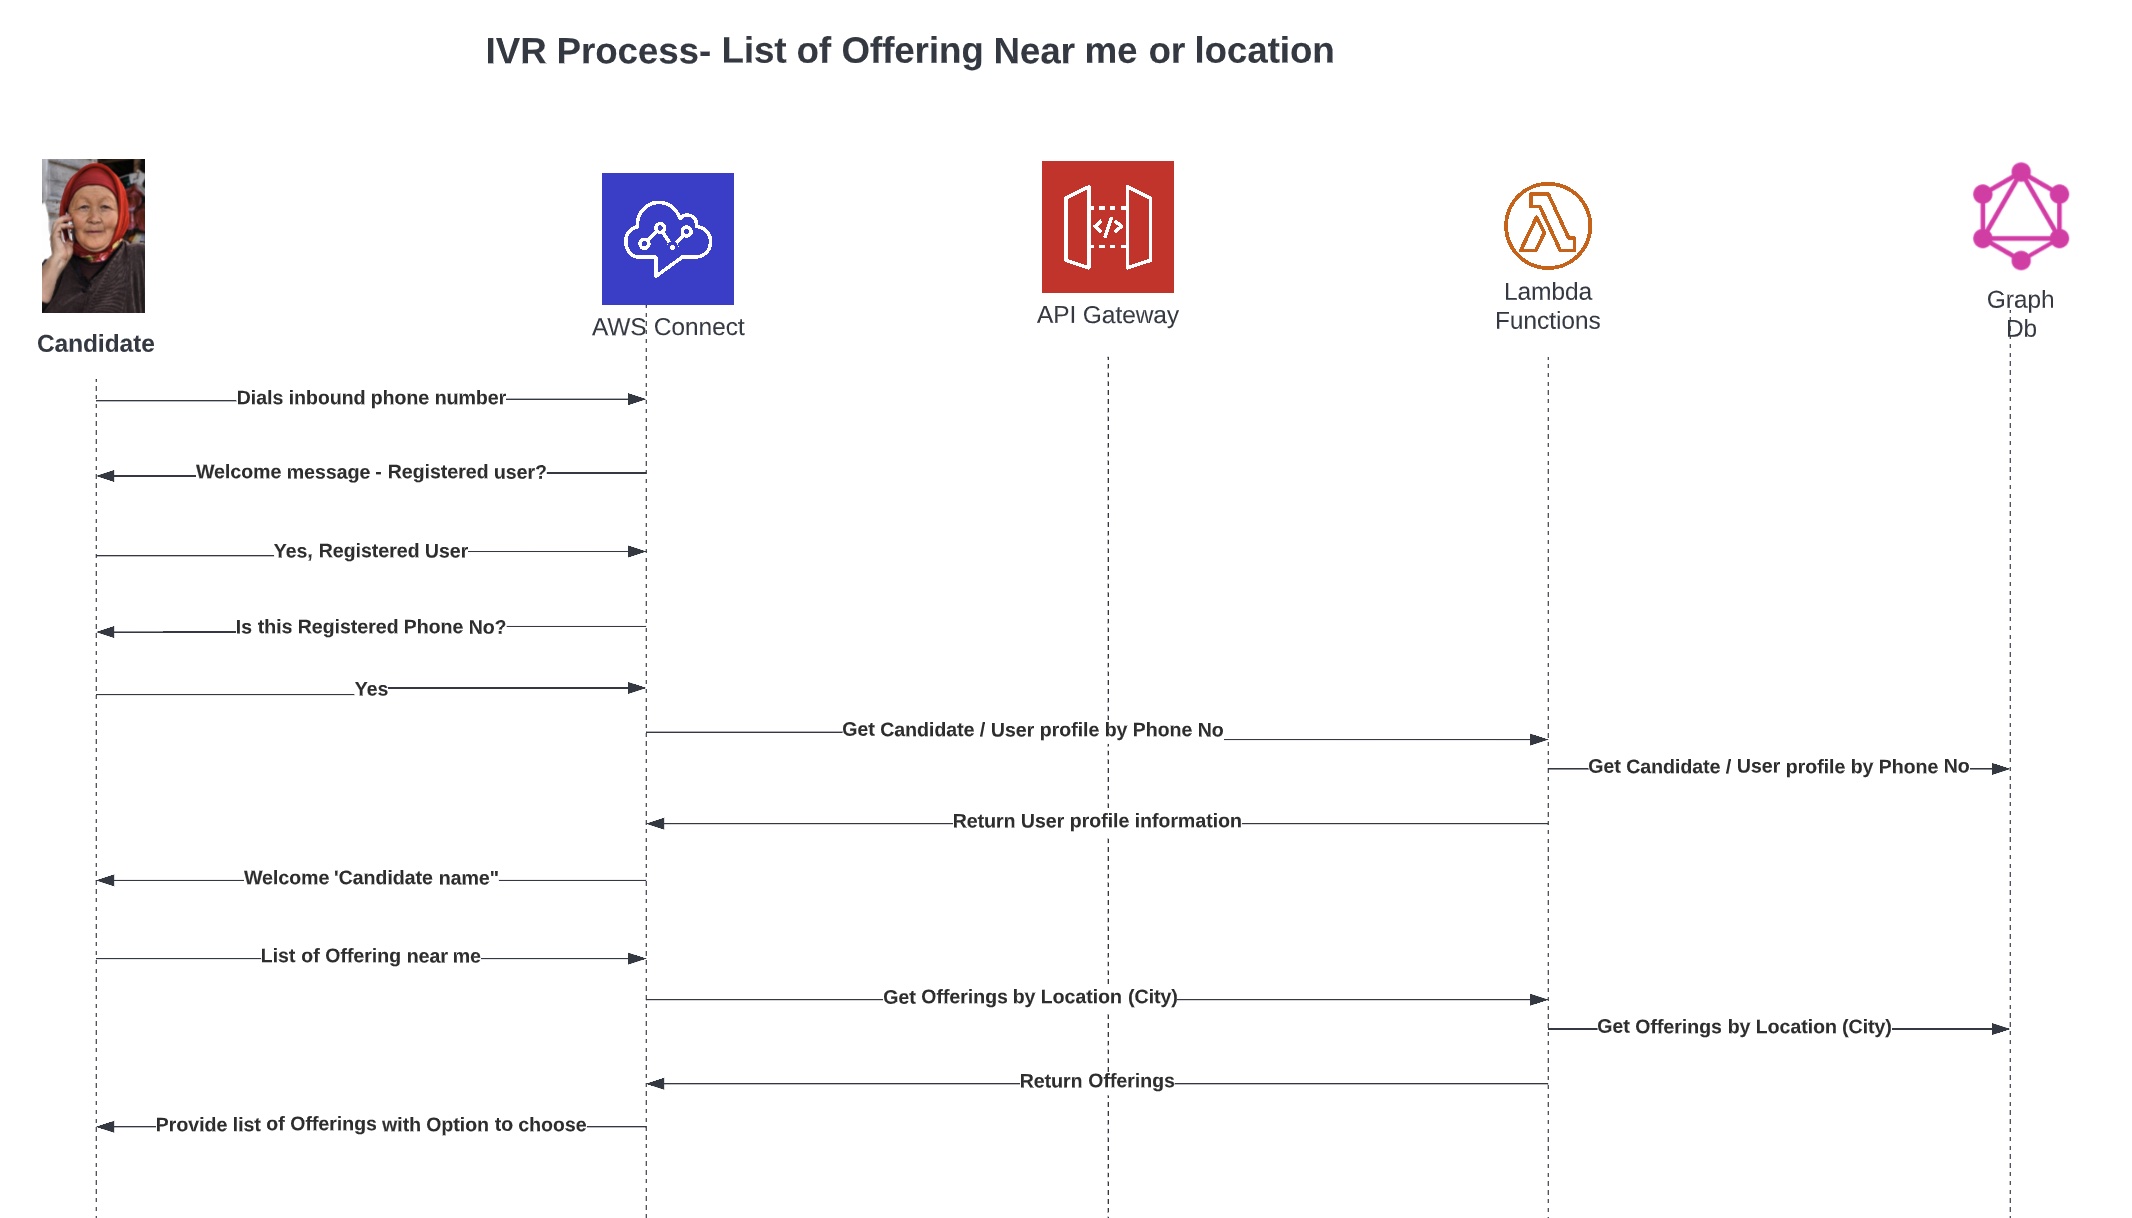 IVR Process- List of Offering Near me or location
Candidate
AWS Connect
API Gateway
Lambda
Functions
Graph
Db
Dials inbound phone number
Welcome message - Registered user?
Yes, Registered User
Is this Registered Phone No?
Yes
Get Candidate / User profile by Phone No
Get Candidate / User profile by Phone No
Return User profile information
Welcome 'Candidate name"
List of Offering near me
Get Offerings by Location (City)
Get Offerings by Location (City)
Return Offerings
Provide list of Offerings with Option to choose